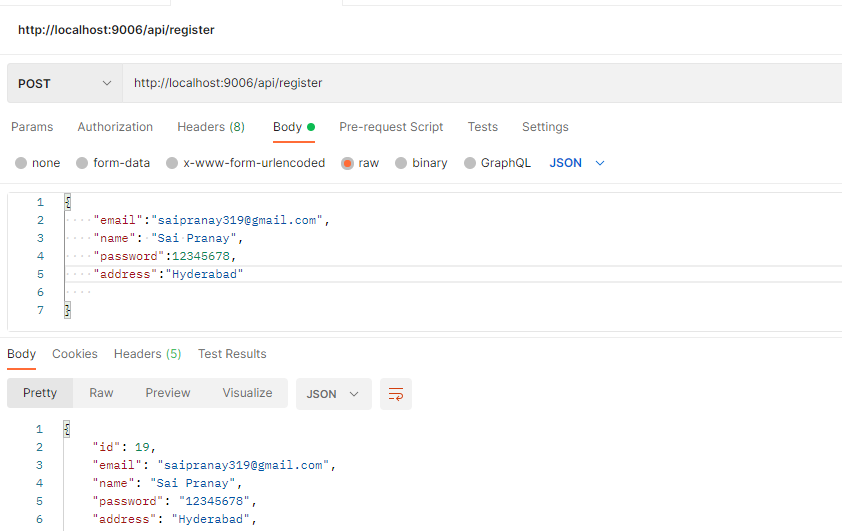 http://localhost:9006/api/register
POST http://localhost:9006/api/register
Params Authorization Headers (8) Body Pre-request Script Tests Settings
none form-data x-www-form-urlencoded raw binary GraphQL JSON
1 {
2 "email":"saipranay319@gmail.com",
3 "name": "Sai Pranay",
4 "password":12345678,
5 "address":"Hyderabad"
6
7 }
Body Cookies Headers (5) Test Results
Pretty Raw Preview Visualize JSON
1 {
2 "id": 19,
3 "email": "saipranay319@gmail.com",
4 "name": "Sai Pranay",
5 "password": "12345678",
6 "address": "Hyderabad",